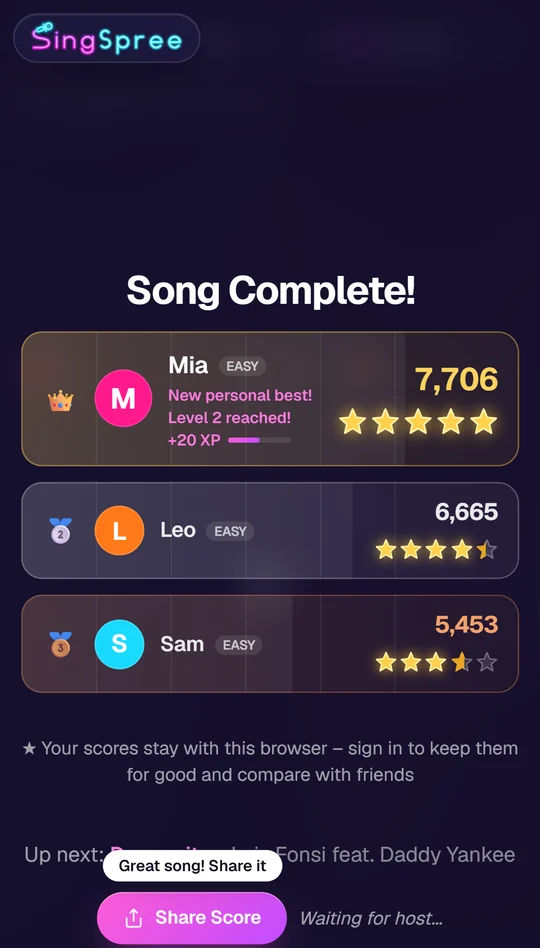 SingSpree
Song Complete!
M
Mia EASY
New personal best!
Level 2 reached!
+20 XP
7,706
2
L
Leo EASY
6,665
3
S
Sam EASY
5,453
★ Your scores stay with this browser – sign in to keep them
for good and compare with friends
Up next: Fonsi feat. Daddy Yankee
Great song! Share it
Share Score
Waiting for host...